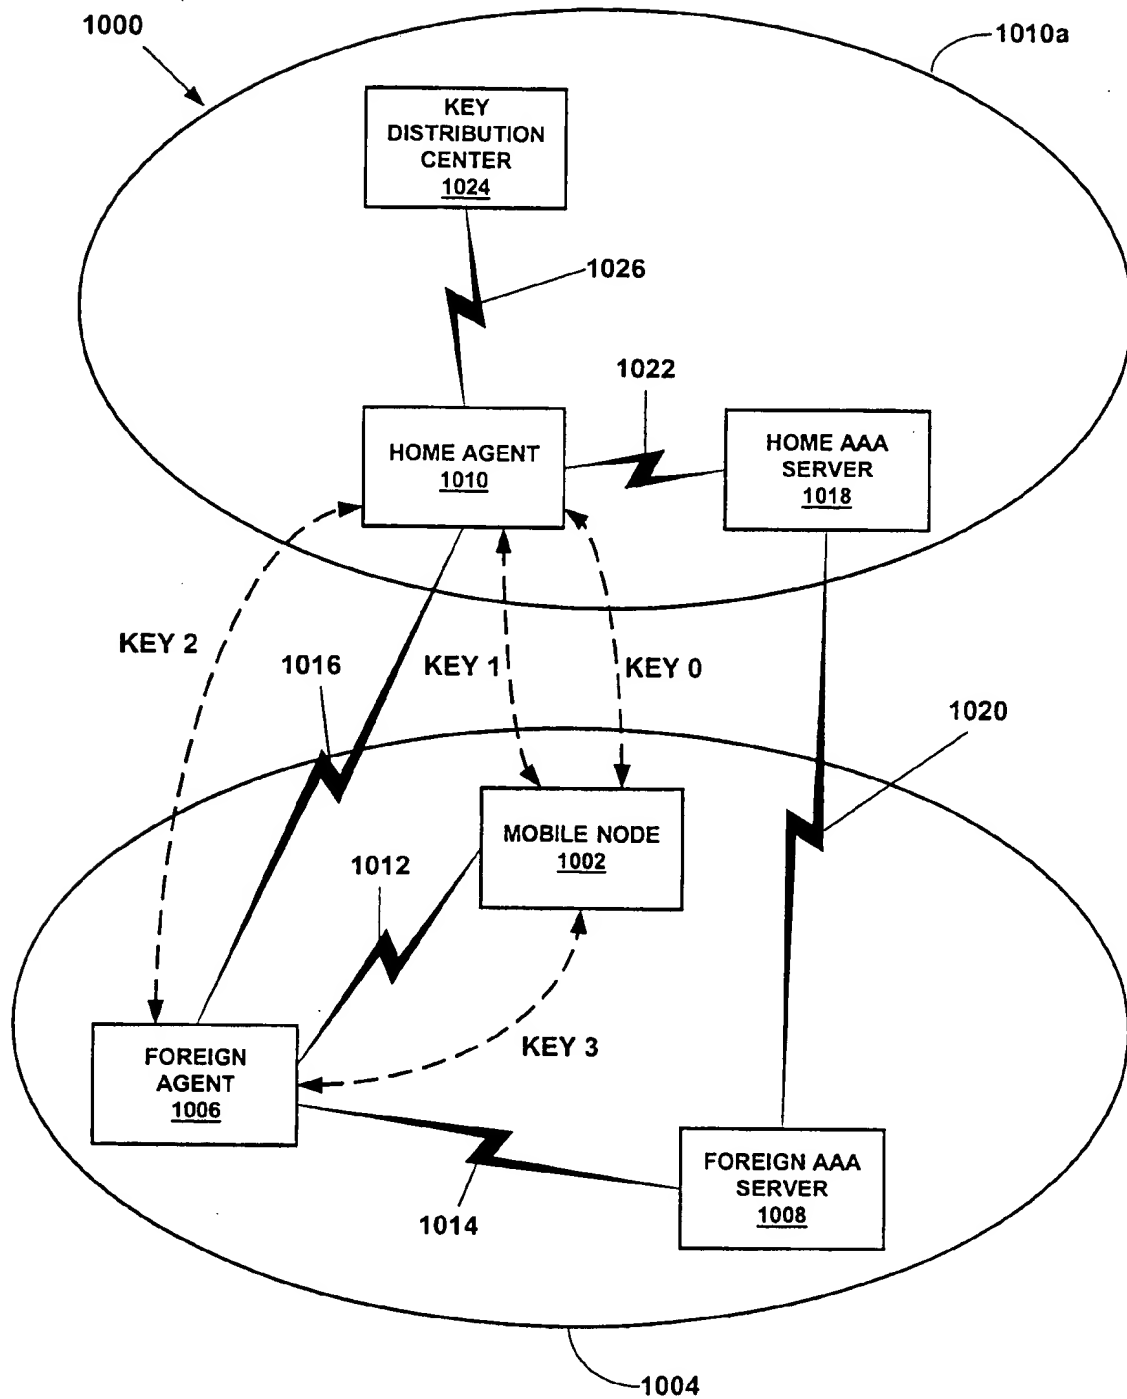 1000
1010a
KEY
DISTRIBUTION
CENTER
1024
1026
1022
HOME AGENT
1010
HOME AAA
SERVER
1018
KEY 2
1016
KEY 1
KEY 0
1020
MOBILE NODE
1002
1012
KEY 3
FOREIGN
AGENT
1006
FOREIGN AAA
SERVER
1008
1014
1004